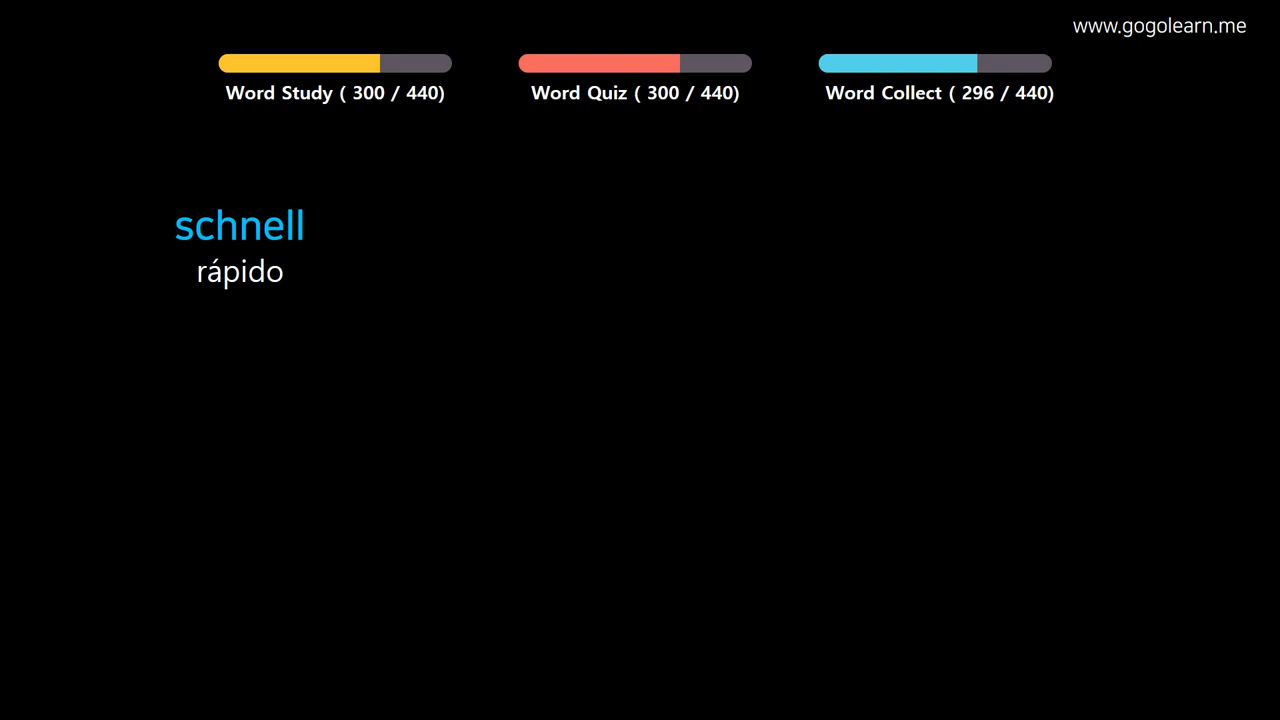 www.gogolearn.me
Word Study ( 300 / 440)
Word Quiz ( 300 / 440)
Word Collect ( 296 / 440)
schnell
rápido